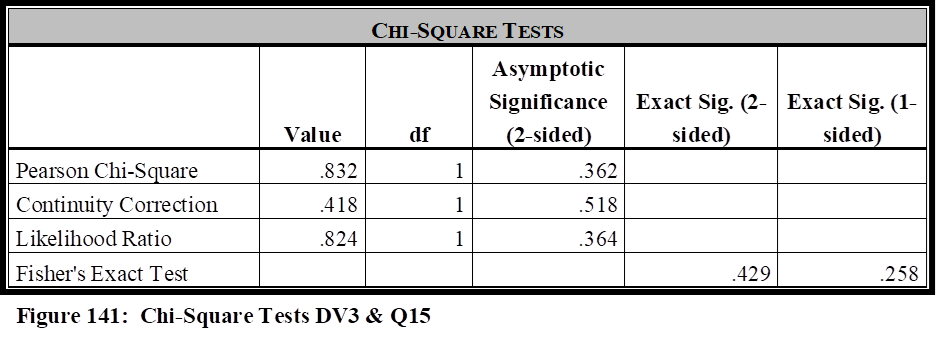 CHI-SQUARE TESTS
Asymptotic
Significance Exact Sig. (2- Exact Sig. (1-
Value df (2-sided) sided) sided)
Pearson Chi-Square .832 1 .362
Continuity Correction .418 1 .518
Likelihood Ratio .824 1 .364
Fisher's Exact Test .429 .258
Figure 141: Chi-Square Tests DV3 & Q15